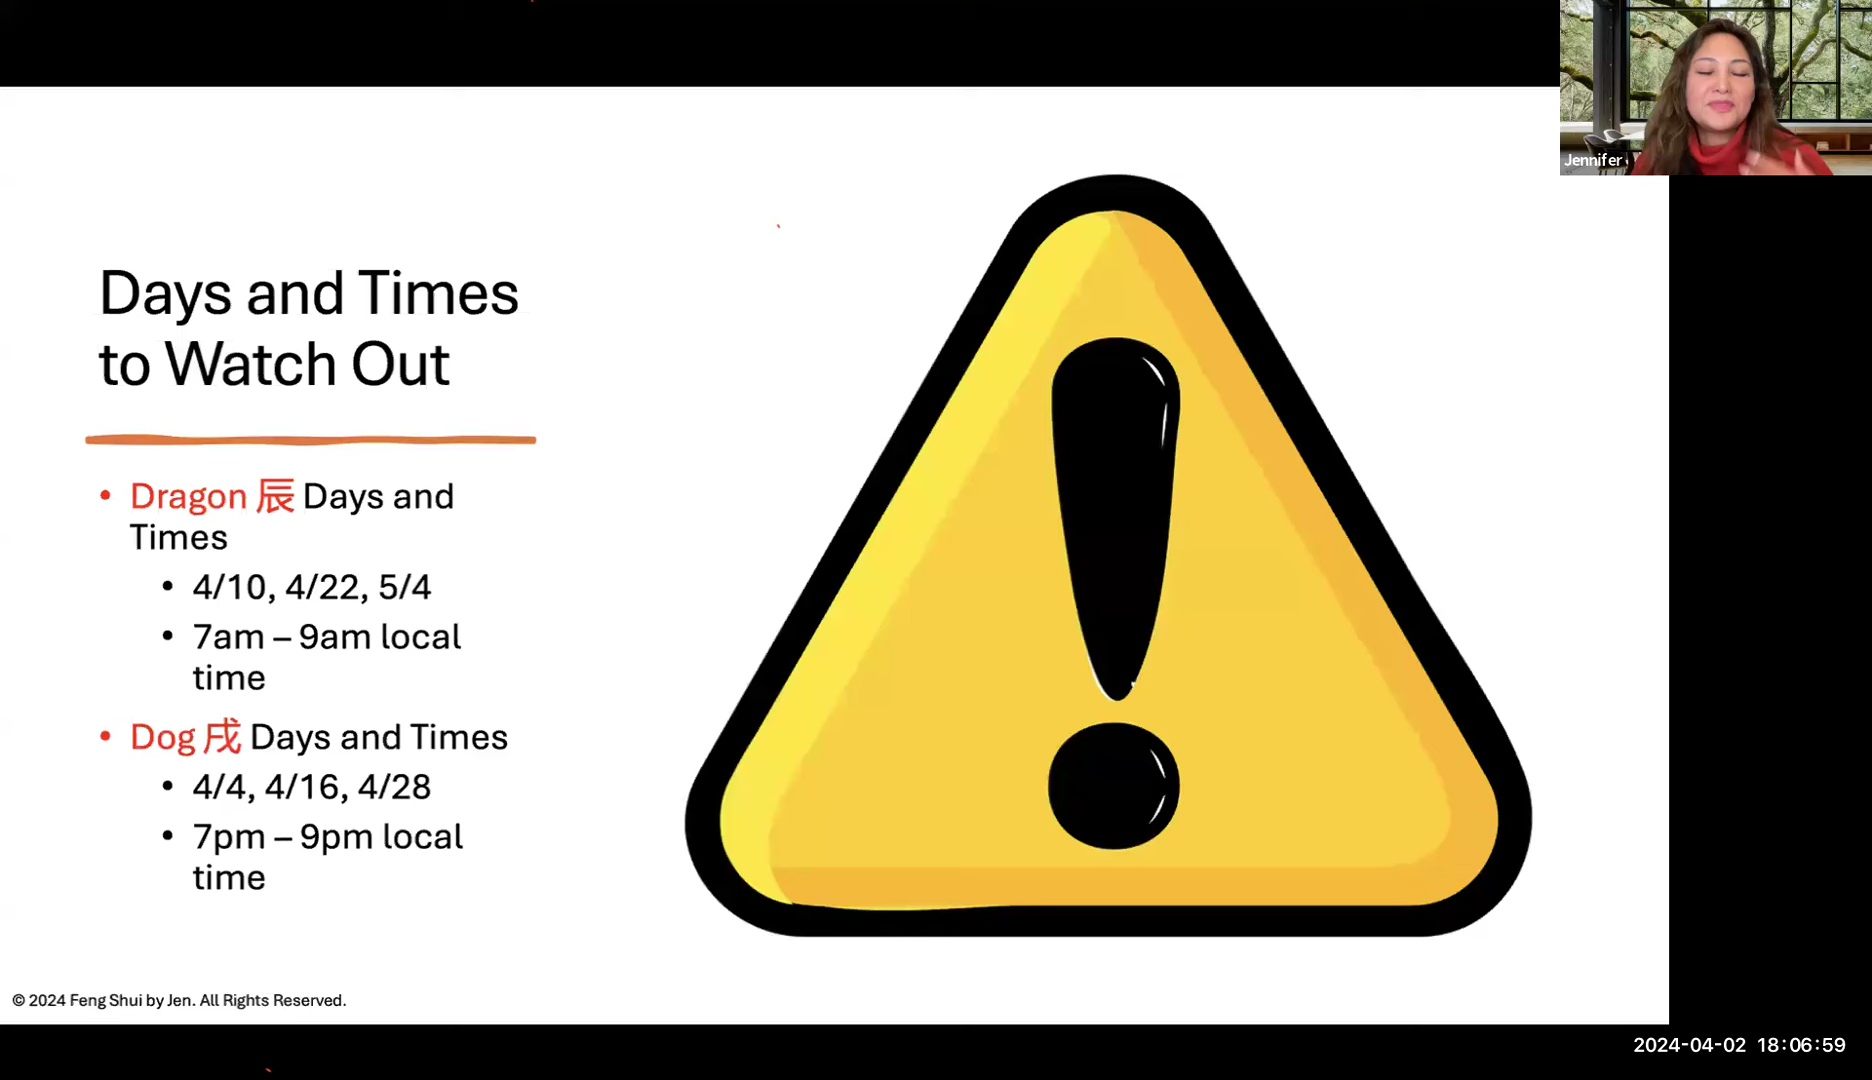 Jennifer
Days and Times
to Watch Out
• Dragon 辰 Days and
Times
• 4/10, 4/22, 5/4
• 7am – 9am local
time
• Dog 戌 Days and Times
• 4/4, 4/16, 4/28
• 7pm – 9pm local
time
© 2024 Feng Shui by Jen. All Rights Reserved.
2024-04-02 18:06:59